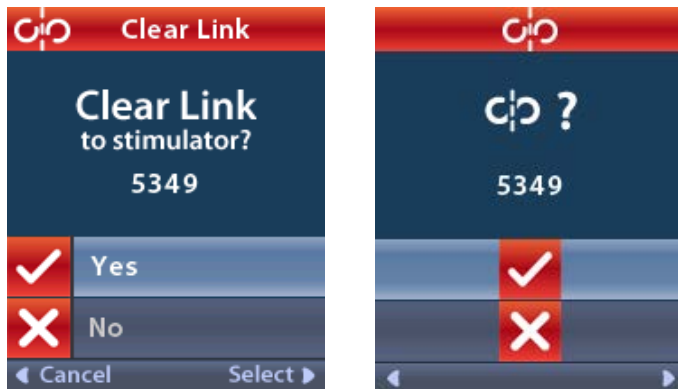 Clear Link
Clear Link
to stimulator?
5349
Yes
No
Cancel
Select
?
5349